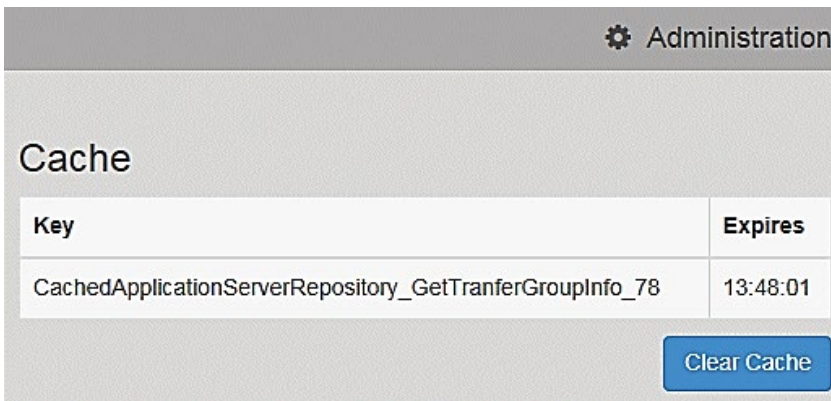 Administration
Cache
Key Expires
CachedApplicationServerRepository_GetTranferGroupInfo_78 13:48:01
Clear Cache